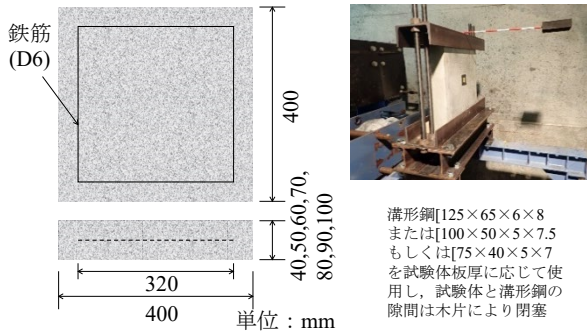 鉄筋
(D6)
400
40,50,60,70,
80,90,100
320
400
単位：mm
溝形鋼[125×65×6×8
または[100×50×5×7.5
もしくは[75×40×5×7
を試験体板厚に応じて使
用し，試験体と溝形鋼の
隙間は木片により閉塞